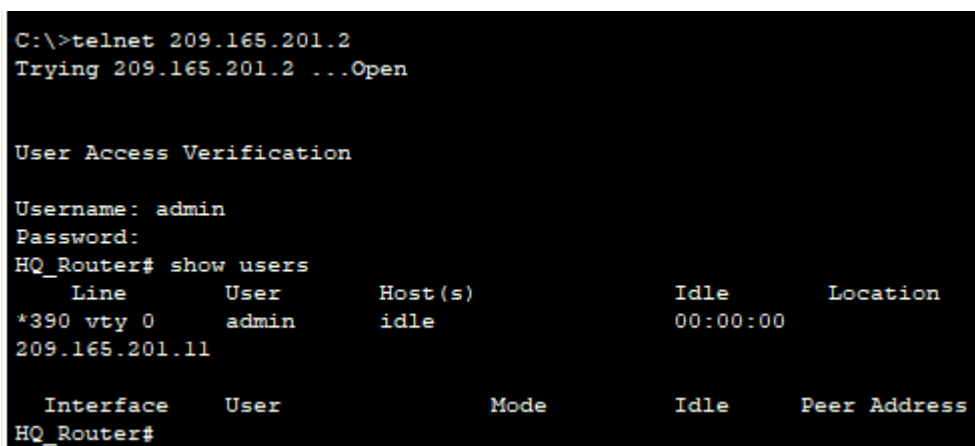 C:\>telnet 209.165.201.2
Trying 209.165.201.2 ...Open
User Access Verification
Username: admin
Password:
HQ_Router# show users
Line User Host(s) Idle Location
*390 vty 0 admin idle 00:00:00
209.165.201.11
Interface User Mode Idle Peer Address
HQ_Router#